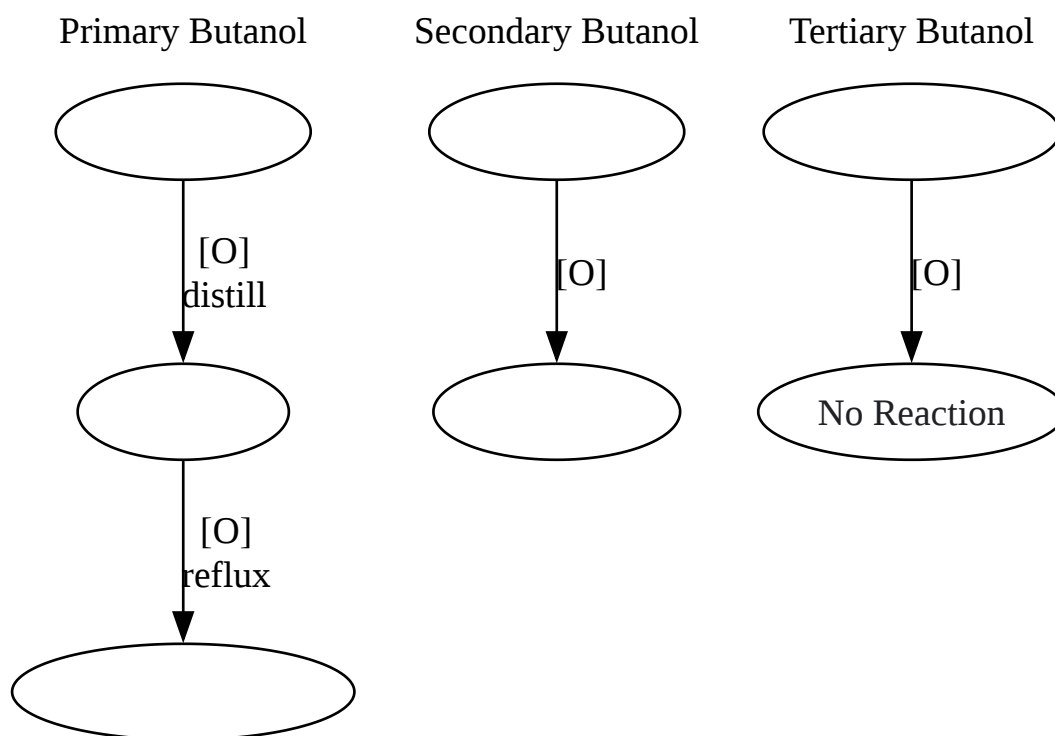 Primary Butanol
Secondary Butanol
Tertiary Butanol
[O]
distill
[O]
[O]
No Reaction
[O]
reflux